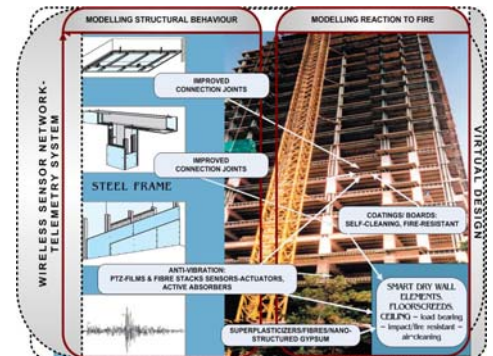 MODELLING STRUCTURAL BEHAVIOUR
MODELLING REACTION TO FIRE
WIRELESS SENSOR NETWORK-
TELEMETRY SYSTEM
VIRTUAL DESIGN
IMPROVED
CONNECTION JOINTS
IMPROVED
CONNECTION JOINTS
STEEL FRAME
COATINGS/ BOARDS:
SELF-CLEANING, FIRE-RESISTANT
ANTI-VIBRATION:
PTZ-FILMS & FIBRE STACKS SENSORS-ACTUATORS,
ACTIVE ABSORBERS
SMART DRY WALL
ELEMENTS,
FLOORSCREEDS,
CEILING – load bearing
– impact/fire resistant –
air-cleaning
SUPERPLASTICIZERS/FIBRES/NANO-
STRUCTURED GYPSUM